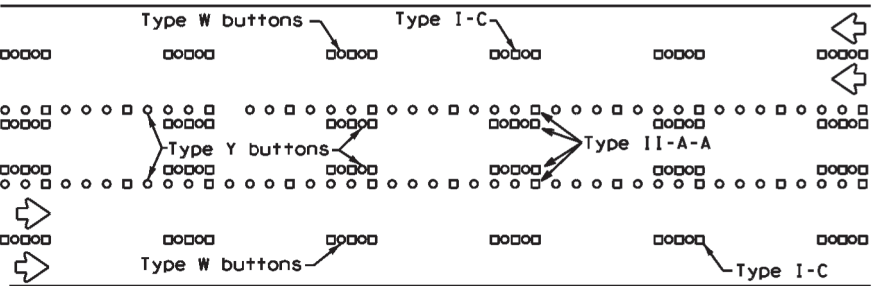 Type W buttons
Type I-C
Type Y buttons
Type II-A-A
Type W buttons
Type I-C